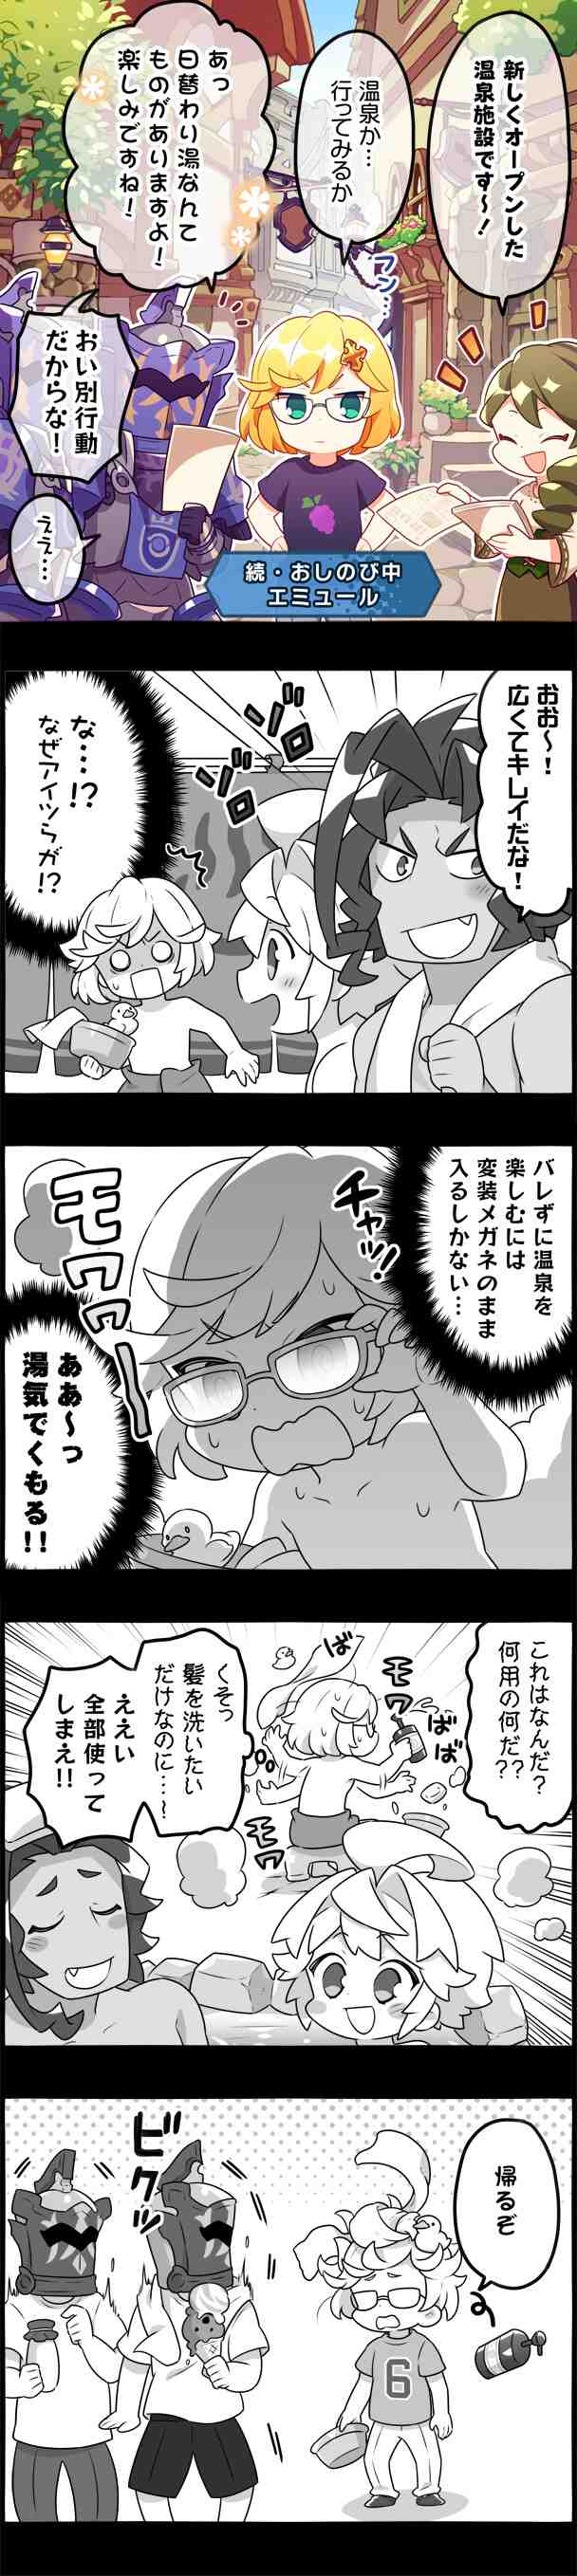 新しくオープンした
温泉施設です〜！
温泉か…
行ってみるか
フン…
あっ
日替わり湯なんて
ものがありますよ！
楽しみですね！
おい別行動
だからな！
ええ…
続・おしのび中
エミュール
おお〜！
広くてキレイだな！
ゾロ
ゾロ
な…!?
なぜアイツらが!?
バレずに温泉を
楽しむには
変装メガネのまま
入るしかない…
チャッ!
モワワワー
ああ〜っ
湯気でくもる!!
これはなんだ？
何用の何だ??
ば
ばば
モワ
モワ
くそっ
髪を洗いたい
だけなのに…〜
ええい
全部使って
しまえ!!
帰るぞ
ビクッ
6